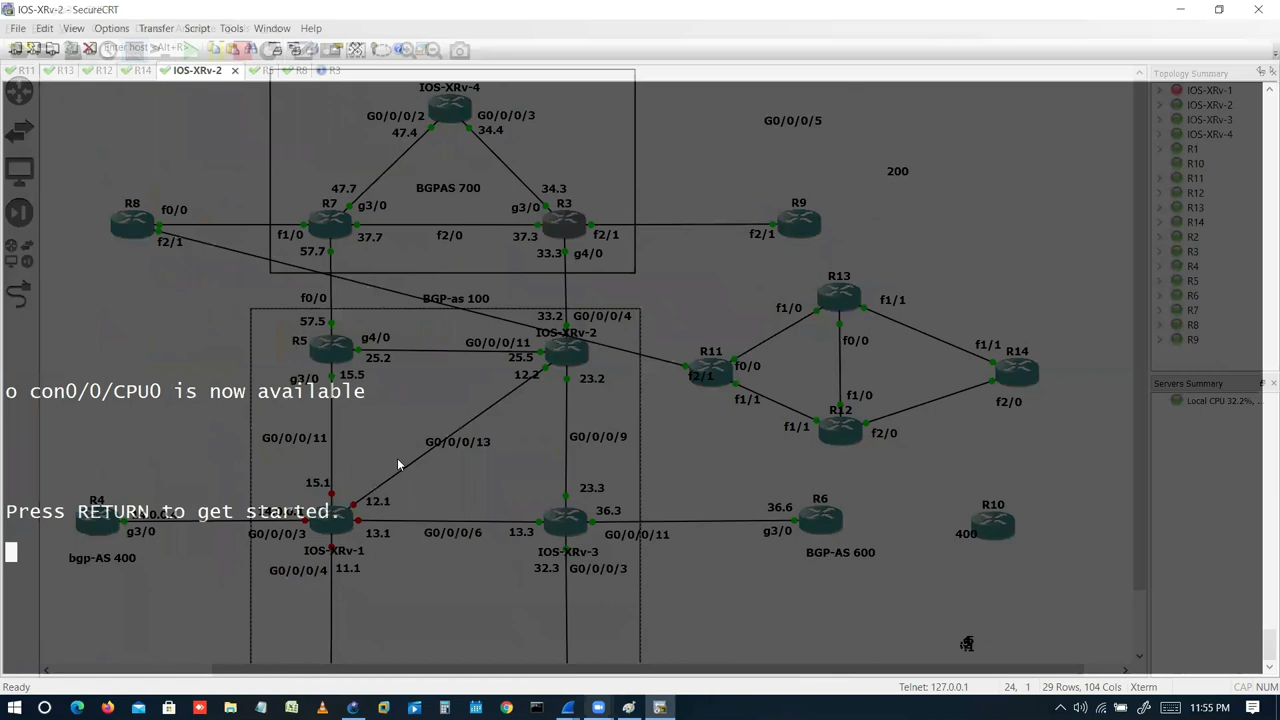 IOS-XRv-2 - SecureCRT
File Edit View Options Transfer Script Tools Window Help
Enter host <Alt+R>
R11 R13 R12 R14 IOS-XRv-2 R5 R8 R3
Topology Summary
IOS-XRv-1
IOS-XRv-2
IOS-XRv-3
IOS-XRv-4
R1
R10
R11
R12
R13
R14
R2
R3
R4
R5
R6
R7
R8
R9
Servers Summary
Local CPU 32.2%, ...
IOS-XRv-4
G0/0/0/2 G0/0/0/3
47.4 34.4
G0/0/0/5
200
47.7 BGPAS 700 34.3
R8 f0/0 R7 g3/0 g3/0 R3 R9
f1/0 37.7 f2/0 37.3 f2/1 f2/1
f2/1 57.7 33.3 g4/0
R13
f0/0 BGP-as 100 f1/0 f1/1
57.5 33.2 G0/0/0/4
R5 g4/0 G0/0/0/11 IOS-XRv-2 f0/0
25.2 25.5 R11 f1/1 R14
g3/0 15.5 12.2 23.2 f2/1 f0/0
o con0/0/CPU0 is now available
f1/1 f1/0 f2/0
R12
f1/1 f2/0
G0/0/0/11 G0/0/0/13 G0/0/0/9
15.1 12.1 23.3
R4 36.3 36.6 R6 R10
Press RETURN to get started.
g3/0 G0/0/0/3 13.1 G0/0/0/6 13.3 G0/0/0/11 g3/0 400
bgp-AS 400 IOS-XRv-1 IOS-XRv-3 BGP-AS 600
G0/0/0/4 11.1 32.3 G0/0/0/3
Ready Telnet: 127.0.0.1 24, 1 29 Rows, 104 Cols Xterm CAP NUM
11:55 PM